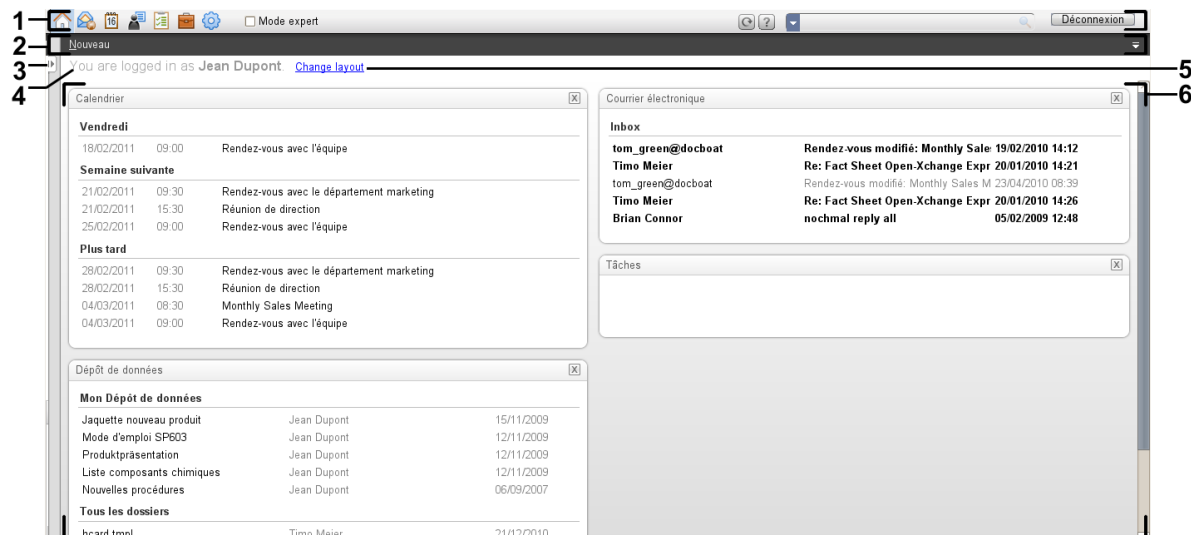 1
16
Mode expert
?
Déconnexion
2
Nouveau
3
4
You are logged in as Jean Dupont. Change layout
5
6
Calendrier X
Vendredi
18/02/2011 09:00 Rendez-vous avec l'équipe
Semaine suivante
21/02/2011 09:30 Rendez-vous avec le département marketing
21/02/2011 15:30 Réunion de direction
25/02/2011 09:00 Rendez-vous avec l'équipe
Plus tard
28/02/2011 09:30 Rendez-vous avec le département marketing
28/02/2011 15:30 Réunion de direction
04/03/2011 08:30 Monthly Sales Meeting
04/03/2011 09:00 Rendez-vous avec l'équipe
Courrier électronique X
Inbox
tom_green@docboat Rendez-vous modifié: Monthly Sale 19/02/2010 14:12
Timo Meier Re: Fact Sheet Open-Xchange Expr 20/01/2010 14:21
tom_green@docboat Rendez-vous modifié: Monthly Sales M 23/04/2010 08:39
Timo Meier Re: Fact Sheet Open-Xchange Expr 20/01/2010 14:26
Brian Connor nochmal reply all 05/02/2009 12:48
Tâches X
Dépôt de données X
Mon Dépôt de données
Jaquette nouveau produit Jean Dupont 15/11/2009
Mode d'emploi SP603 Jean Dupont 12/11/2009
Produktpräsentation Jean Dupont 12/11/2009
Liste composants chimiques Jean Dupont 12/11/2009
Nouvelles procédures Jean Dupont 06/09/2007
Tous les dossiers
hcard.tmpl Timo Meier 21/12/2010